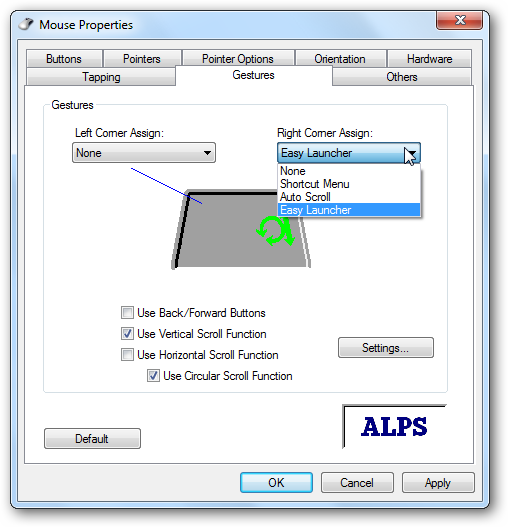 Mouse Properties
Buttons Pointers Pointer Options Orientation Hardware
Tapping Gestures Others
Gestures
Left Corner Assign: Right Corner Assign:
None Easy Launcher
None
Shortcut Menu
Auto Scroll
Easy Launcher
Use Back/Forward Buttons
Use Vertical Scroll Function
Use Horizontal Scroll Function
Settings...
Use Circular Scroll Function
ALPS
Default
OK Cancel Apply